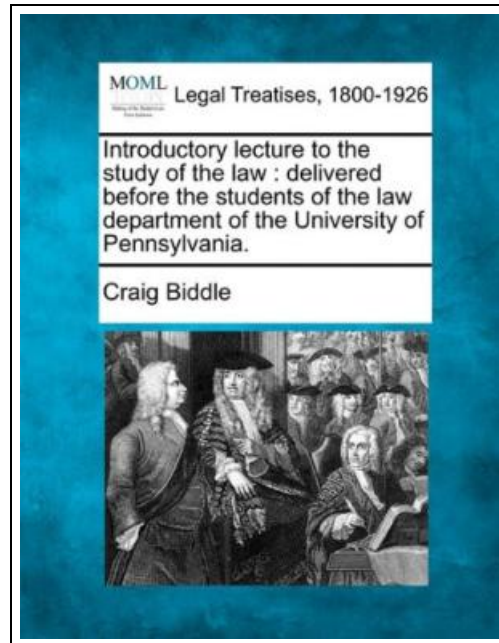 MOML
Legal Treatises, 1800-1926
Introductory lecture to the
study of the law : delivered
before the students of the law
department of the University of
Pennsylvania.
Craig Biddle